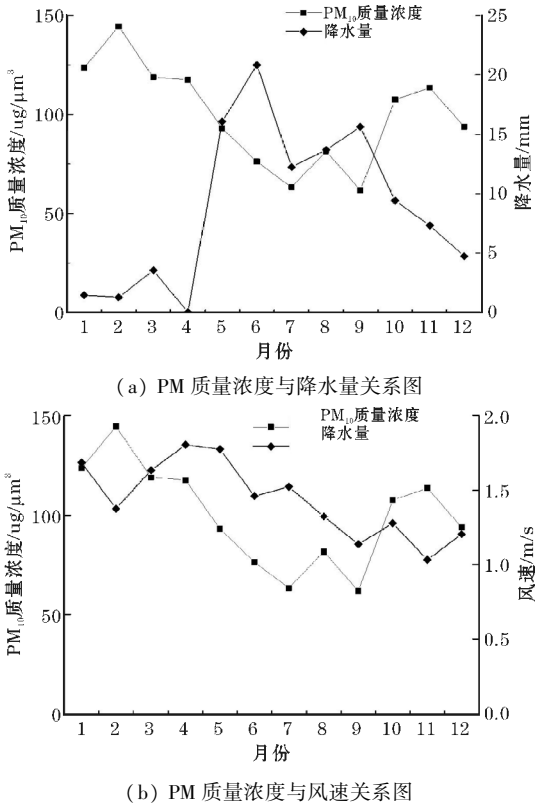 PM₁₀质量浓度
降水量
150
100
50
0
25
20
15
10
5
0
PM₁₀质量浓度/ug/μm³
降水量/mm
1 2 3 4 5 6 7 8 9 10 11 12
月份
(a) PM 质量浓度与降水量关系图
PM₁₀质量浓度
降水量
150
100
50
0
2.0
1.5
1.0
0.5
0.0
PM₁₀质量浓度/ug/μm³
风速/m/s
1 2 3 4 5 6 7 8 9 10 11 12
月份
(b) PM 质量浓度与风速关系图